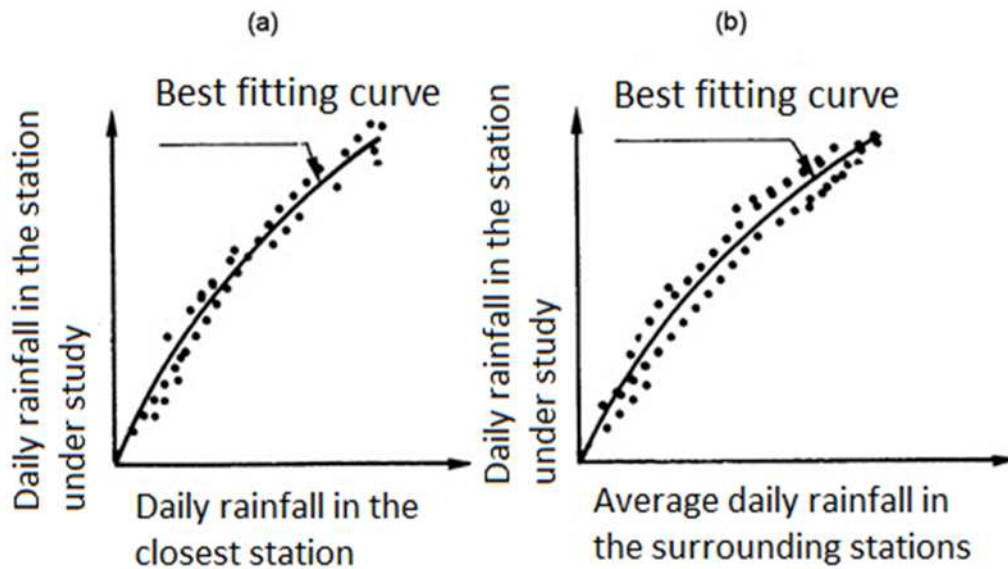 (a)
Best fitting curve
Daily rainfall in the station
under study
Daily rainfall in the
closest station
(b)
Best fitting curve
Daily rainfall in the station
under study
Average daily rainfall in
the surrounding stations